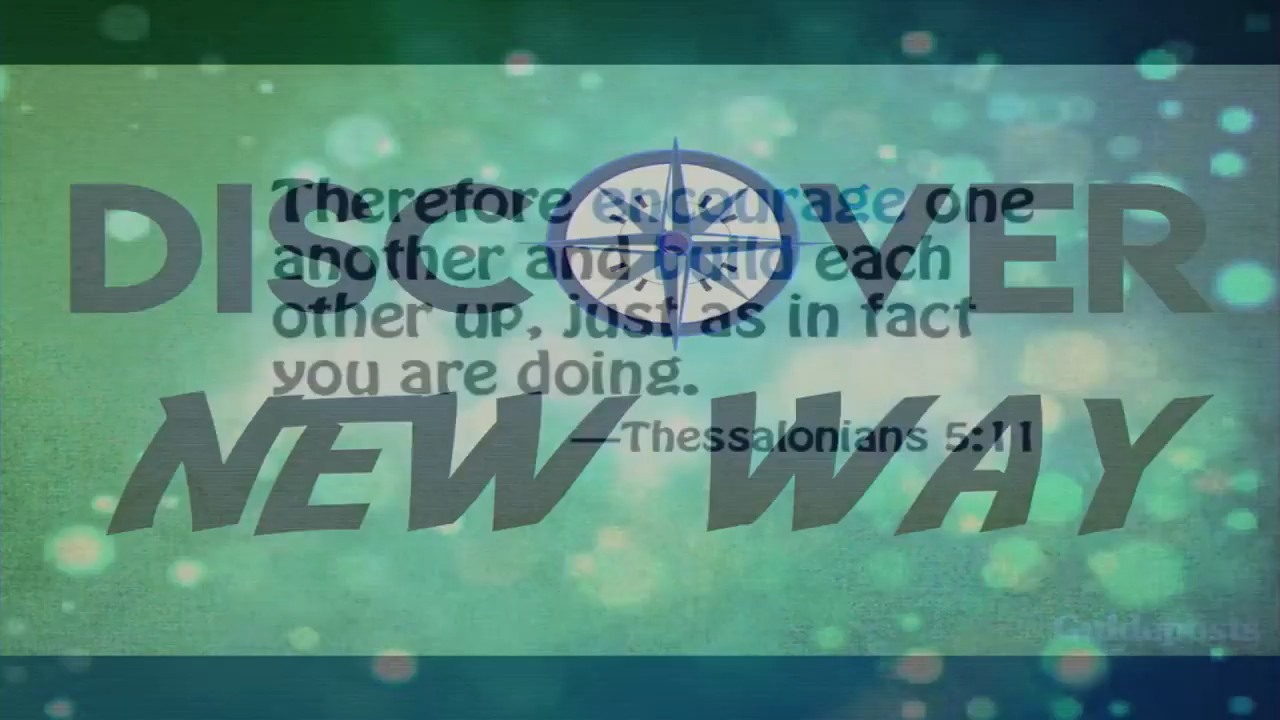 DISCOVER
NEW WAY
Therefore encourage one
another and build each
other up, just as in fact
you are doing.
—Thessalonians 5:11
Guideposts